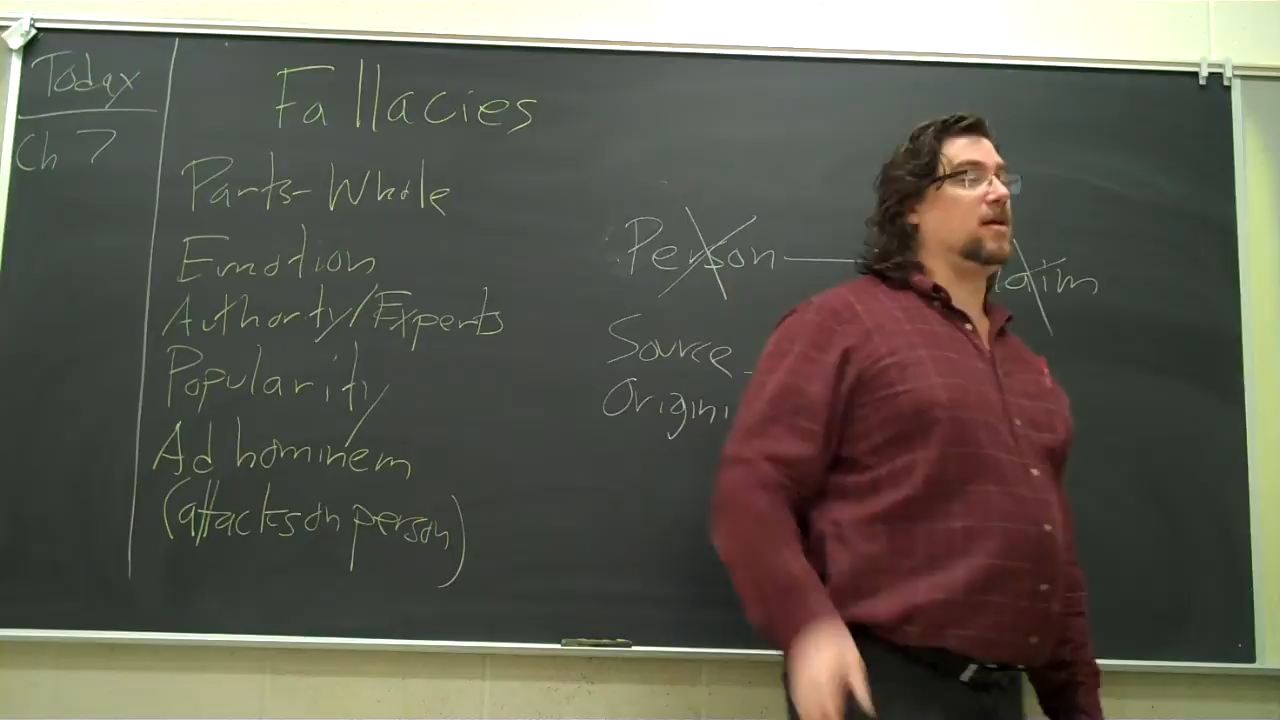 Today
Ch 7
Fallacies
Parts-Whole
Emotion
Authority/Experts
Popularity
Ad hominem
(attacks on person)
Person
Source